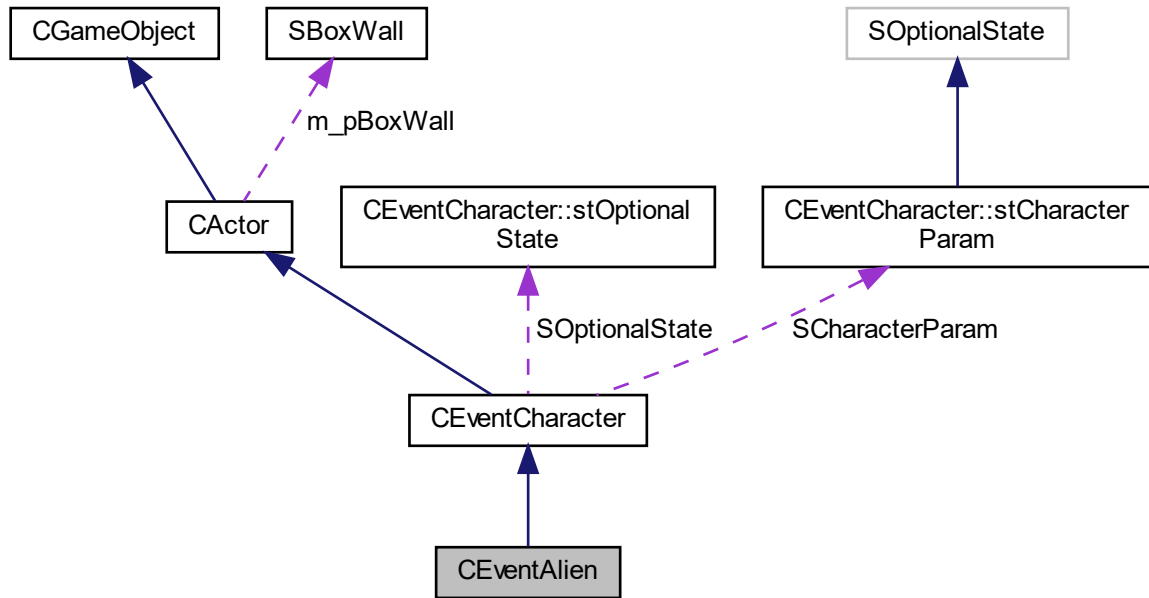 CGameObject
SBoxWall
SOptionalState
m_pBoxWall
CActor
CEventCharacter::stOptional
State
CEventCharacter::stCharacter
Param
SOptionalState
SCharacterParam
CEventCharacter
CEventAlien